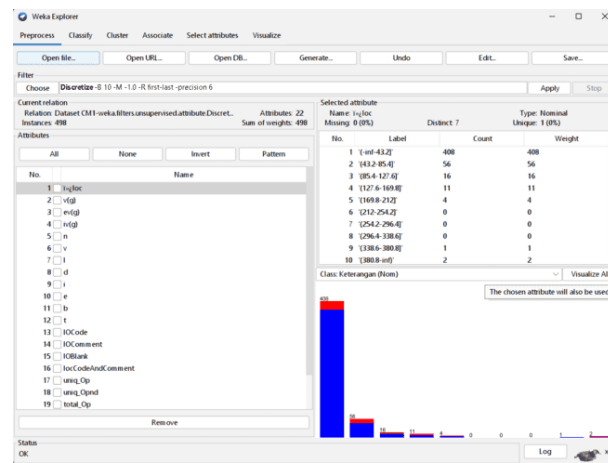 Weka Explorer
Preprocess Classify Cluster Associate Select attributes Visualize
Open file... Open URL... Open DB... Generate... Undo Edit... Save...
Filter
Choose Discretize -B 10 -M -1.0 -R first-last -precision 6 Apply Stop
Current relation
Relation: Dataset CM1-weka.filters.unsupervised.attribute.Discret... Attributes: 22
Instances: 498 Sum of weights: 498
Attributes
All None Invert Pattern
No. Name
1
2 v(g)
3 ev(g)
4 iv(g)
5 n
6 v
7 l
8 d
9 i
10 e
11 b
12 t
13 lOCode
14 lOComment
15 lOBlank
16 locCodeAndComment
17 uniq_Op
18 uniq_Opnd
19 total_Op
Remove
Selected attribute
Name: Type: Nominal
Missing: 0 (0%) Distinct: 7 Unique: 1 (0%)
No. Label Count Weight
1 '(-inf-43.2]' 408 408
2 '(43.2-85.4]' 56 56
3 '(85.4-127.6]' 16 16
4 '(127.6-169.8]' 11 11
5 '(169.8-212]' 4 4
6 '(212-254.2]' 0 0
7 '(254.2-296.4]' 0 0
8 '(296.4-338.6]' 0 0
9 '(338.6-380.8]' 1 1
10 '(380.8-inf)' 2 2
Class: Keterangan (Nom) Visualize Al
The chosen attribute will also be used
408
56
16 11 4 0 0 0 1 2
Status
OK Log x